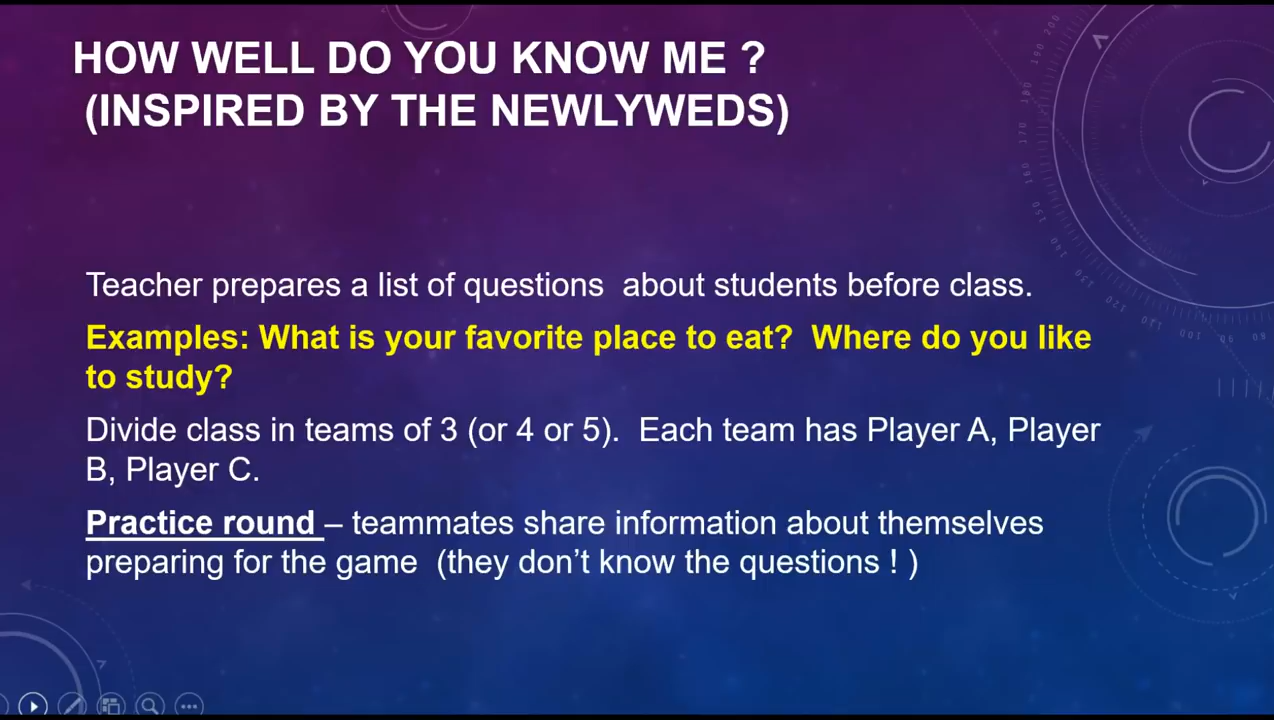 HOW WELL DO YOU KNOW ME ?
(INSPIRED BY THE NEWLYWEDS)
Teacher prepares a list of questions  about students before class.
Examples: What is your favorite place to eat?  Where do you like
to study?
Divide class in teams of 3 (or 4 or 5).  Each team has Player A, Player
B, Player C.
Practice round – teammates share information about themselves
preparing for the game  (they don’t know the questions ! )